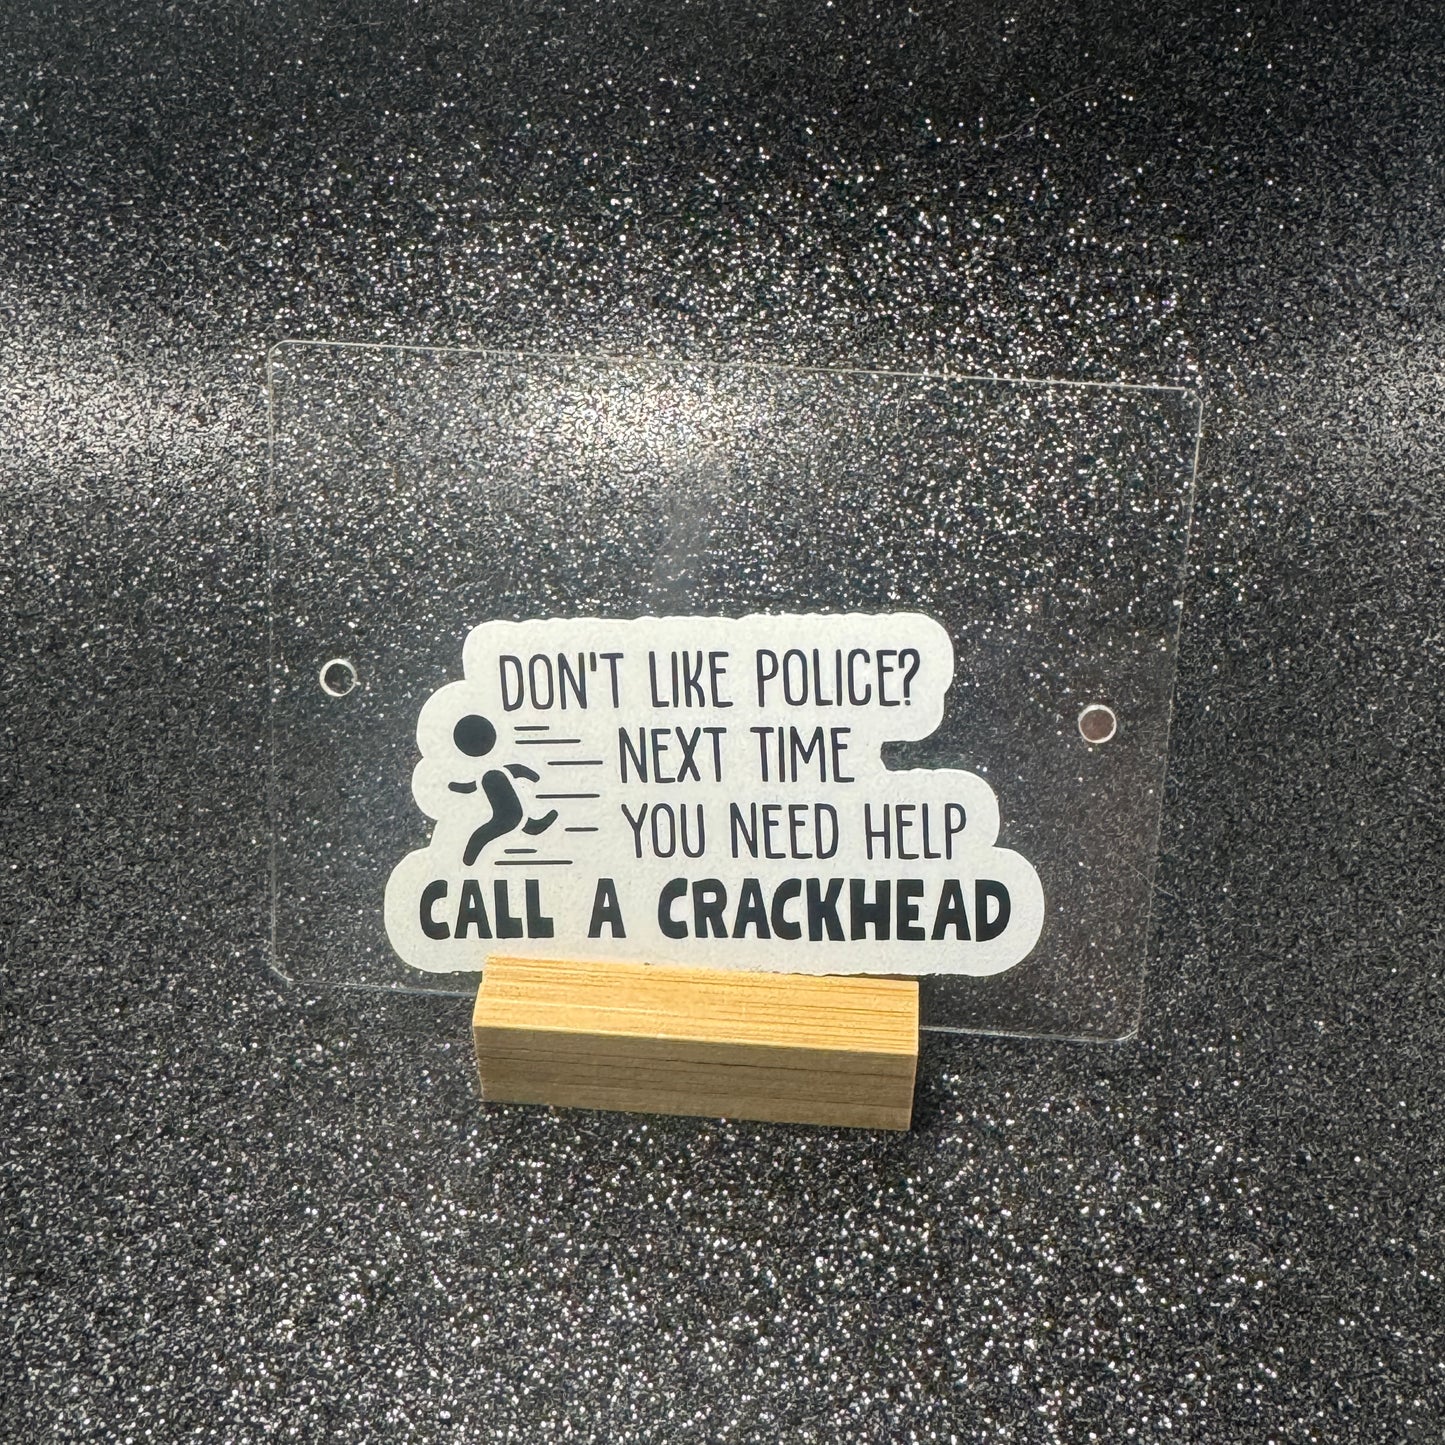 DON'T LIKE POLICE?
NEXT TIME
YOU NEED HELP
CALL A CRACKHEAD